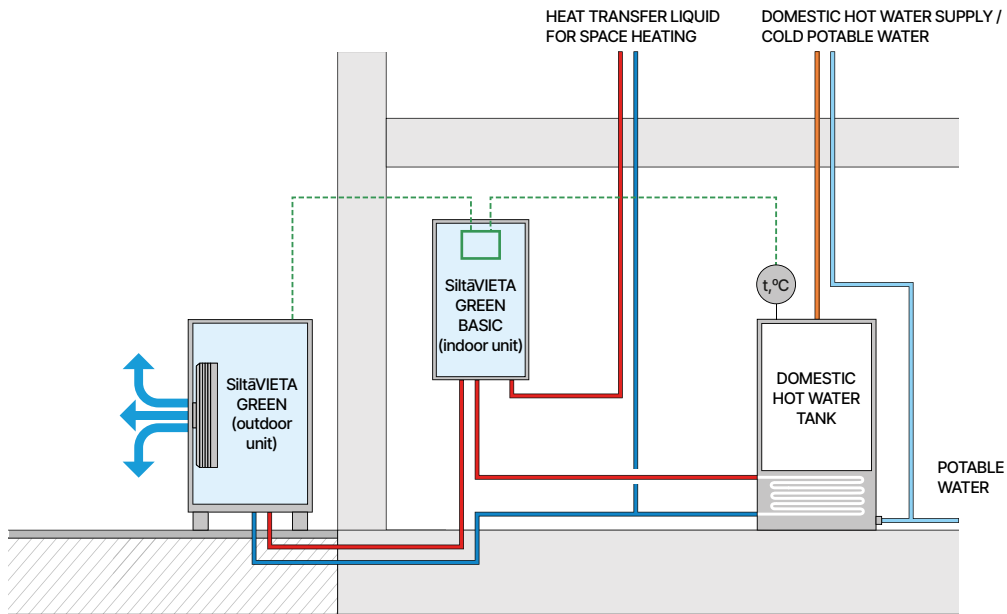 HEAT TRANSFER LIQUID
FOR SPACE HEATING
DOMESTIC HOT WATER SUPPLY /
COLD POTABLE WATER
SiltāVIETA
GREEN
BASIC
(indoor unit)
t,ºC
SiltāVIETA
GREEN
(outdoor
unit)
DOMESTIC
HOT WATER
TANK
POTABLE
WATER